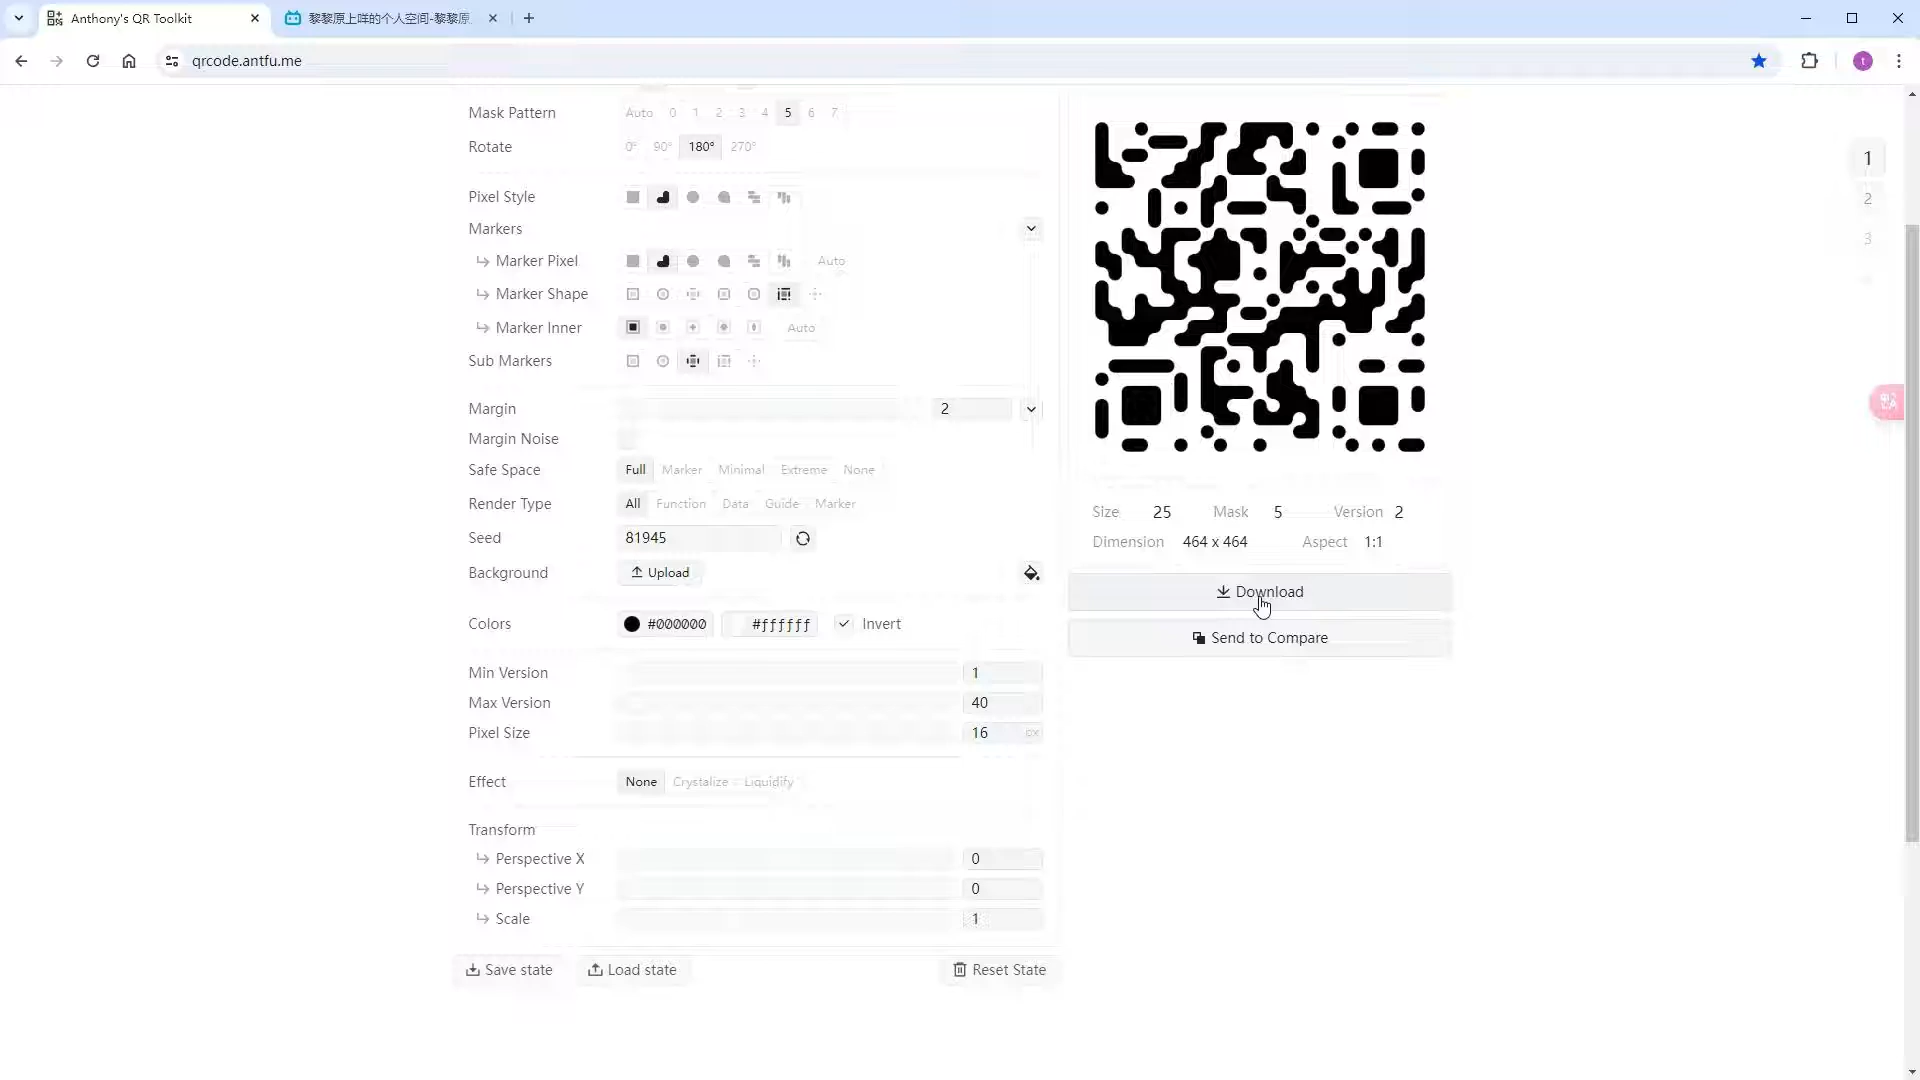 Anthony's QR Toolkit
黎黎原上咩的个人空间-黎黎原
qrcode.antfu.me
t
Mask Pattern Auto 0 1 2 3 4 5 6 7
Rotate 0° 90° 180° 270°
Pixel Style
Markers
Marker Pixel Auto
Marker Shape
Marker Inner Auto
Sub Markers
Margin 2
Margin Noise
Safe Space Full Marker Minimal Extreme None
Render Type All Function Data Guide Marker
Seed 81945
Background Upload
Colors #000000 #ffffff Invert
Min Version 1
Max Version 40
Pixel Size 16 px
Effect None Crystalize Liquidify
Transform
Perspective X 0
Perspective Y 0
Scale 1
Save state Load state Reset State
Size 25 Mask 5 Version 2
Dimension 464 x 464 Aspect 1:1
Download
Send to Compare
1
2
3